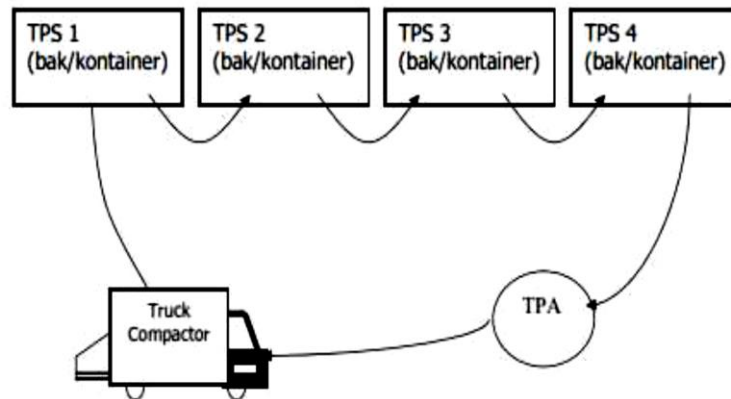 TPS 1
(bak/kontainer)
TPS 2
(bak/kontainer)
TPS 3
(bak/kontainer)
TPS 4
(bak/kontainer)
Truck
Compactor
TPA